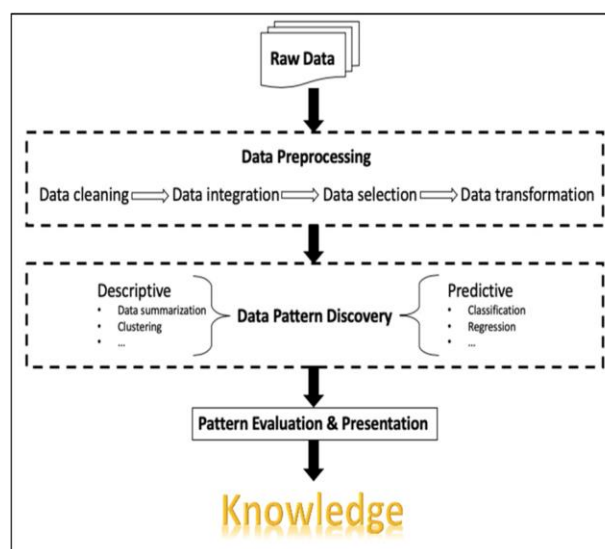 Raw Data
Data Preprocessing
Data cleaning Data integration Data selection Data transformation
Descriptive
• Data summarization
• Clustering
• ...
Data Pattern Discovery
Predictive
• Classification
• Regression
• ...
Pattern Evaluation & Presentation
Knowledge